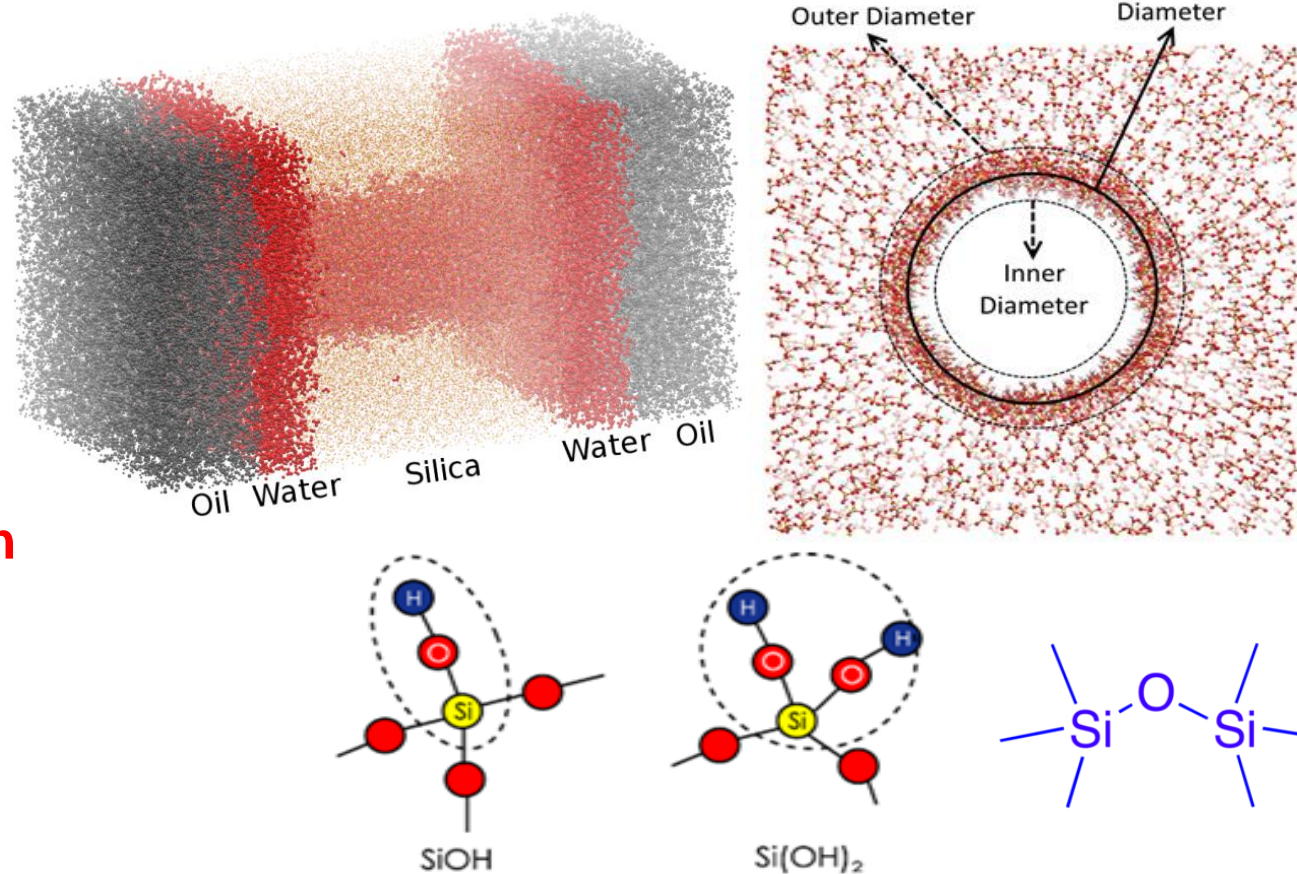 Outer Diameter
Diameter
Inner
Diameter
Oil Water Silica Water Oil
n
H
O
Si
SiOH
H
H
O
O
Si
Si(OH)₂
O
Si Si